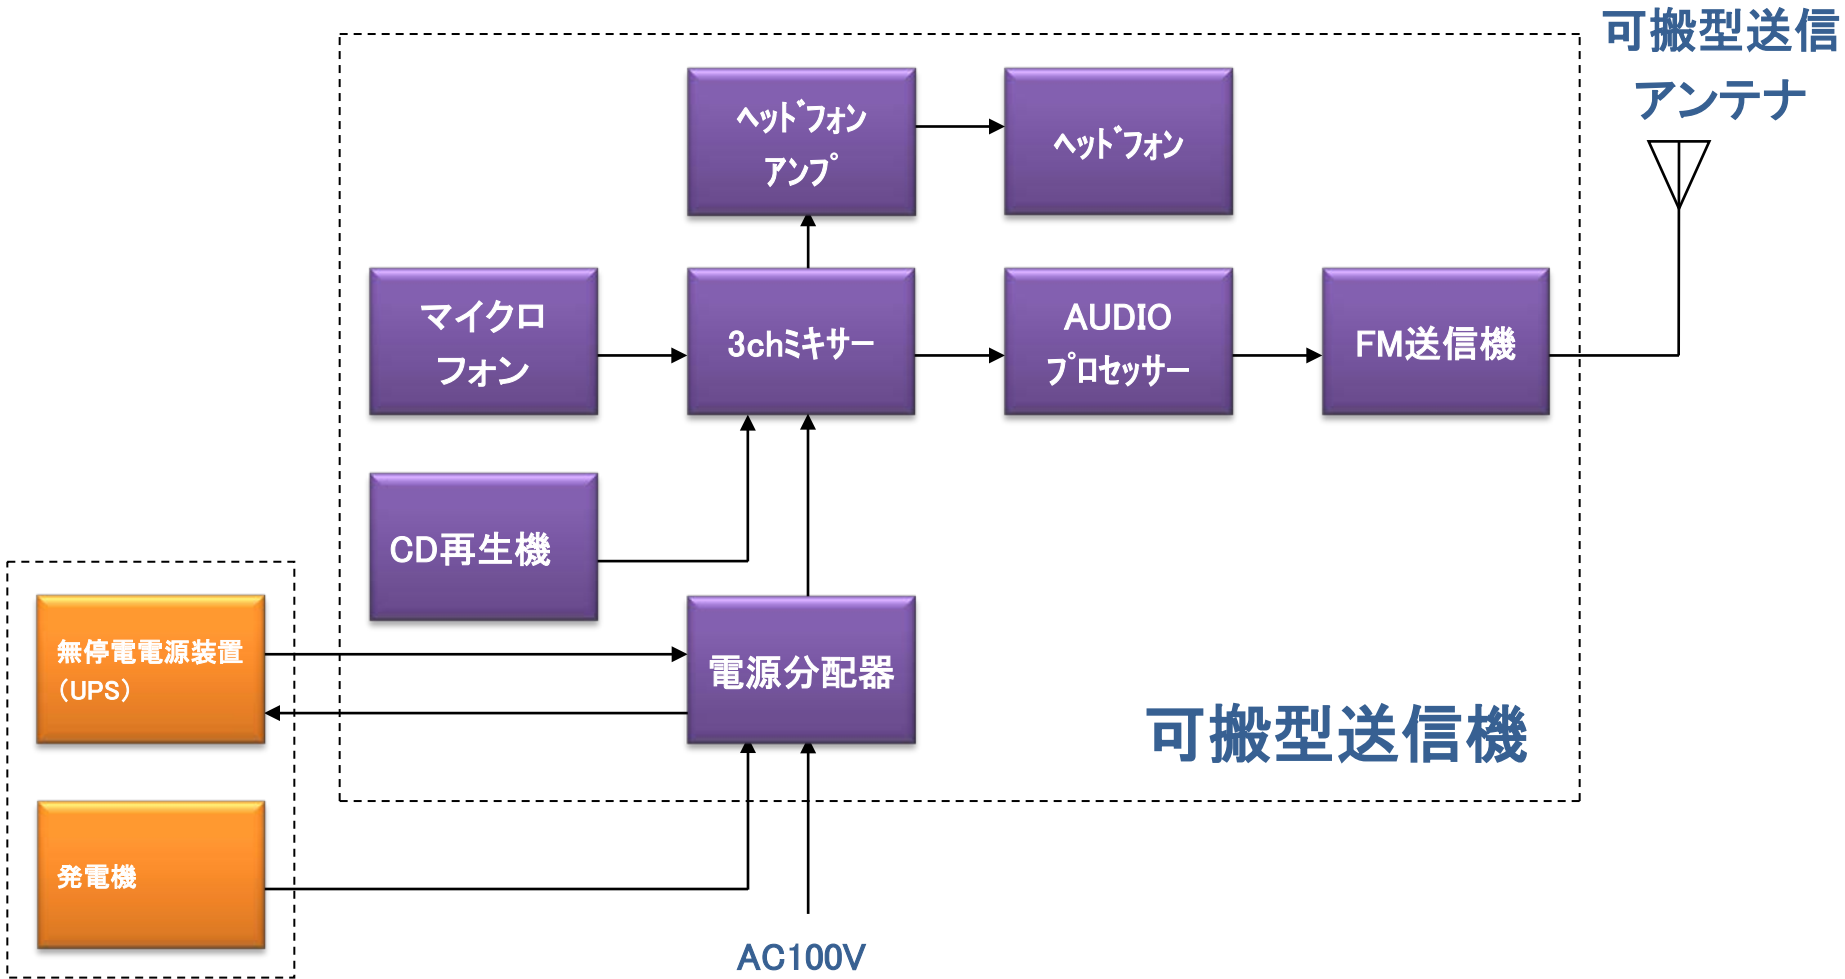 可搬型送信
アンテナ
ヘッドフォン
アンプ
ヘッドフォン
マイクロ
フォン
3chミキサー
AUDIO
プロセッサー
FM送信機
CD再生機
無停電電源装置
（UPS）
電源分配器
可搬型送信機
発電機
AC100V